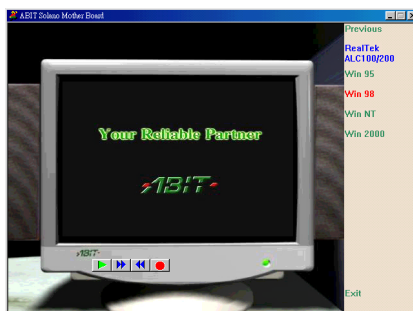 ABIT Solano Mother Board
Previous
RealTek
ALC100/200
Win 95
Win 98
Win NT
Win 2000
Your Reliable Partner
ABIT
ABIT
Exit